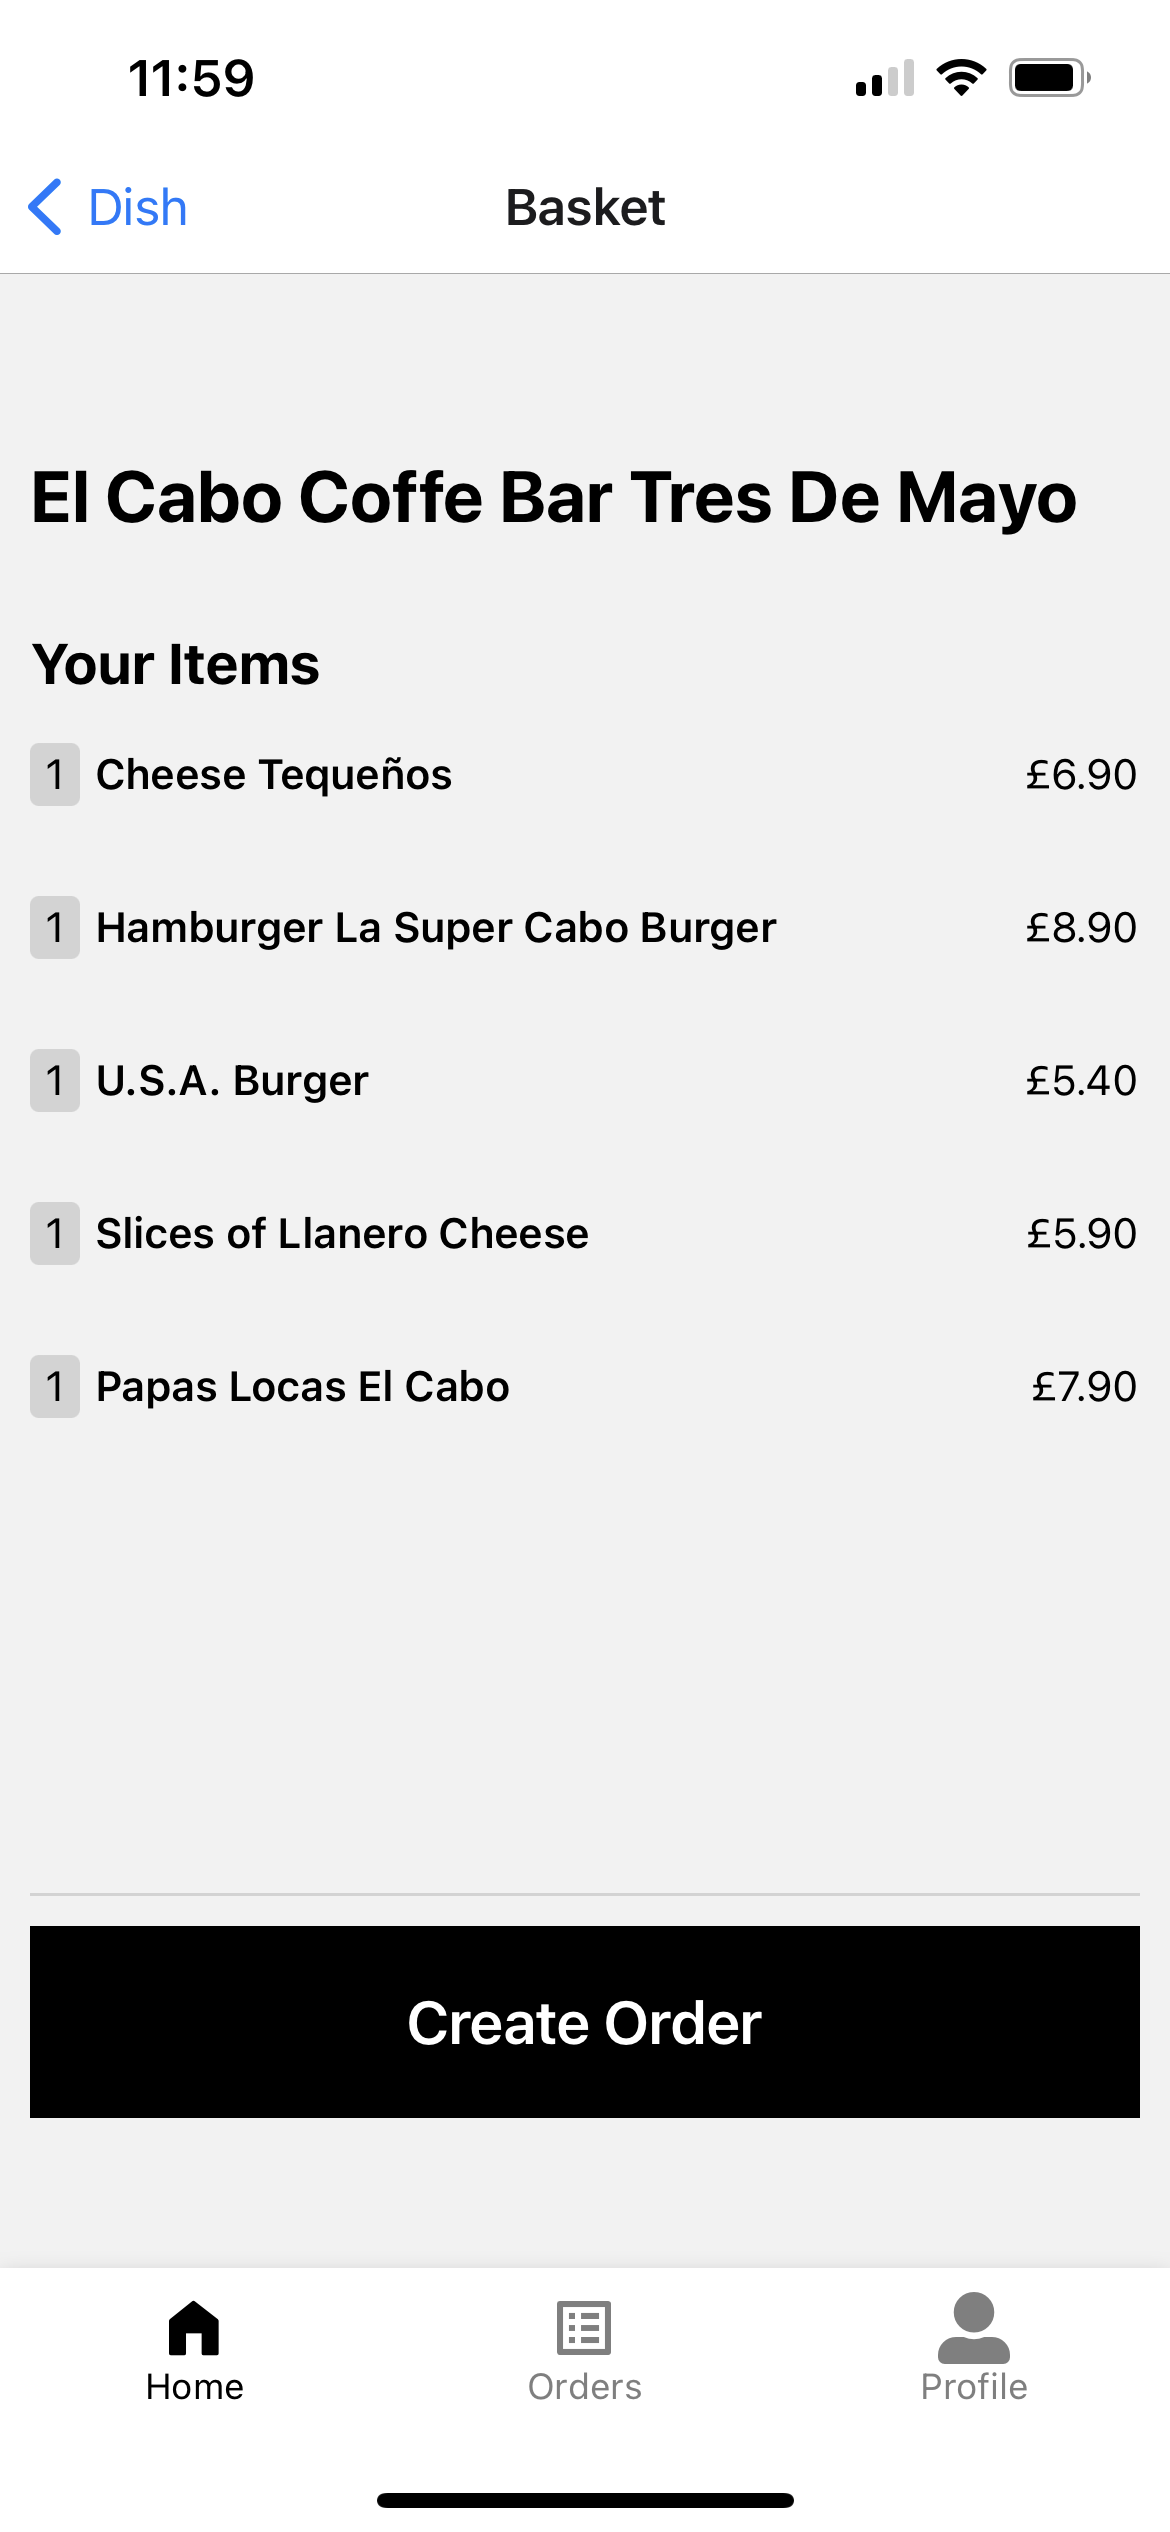 11:59
Dish
Basket
El Cabo Coffe Bar Tres De Mayo
Your Items
1 Cheese Tequeños £6.90
1 Hamburger La Super Cabo Burger £8.90
1 U.S.A. Burger £5.40
1 Slices of Llanero Cheese £5.90
1 Papas Locas El Cabo £7.90
Create Order
Home Orders Profile